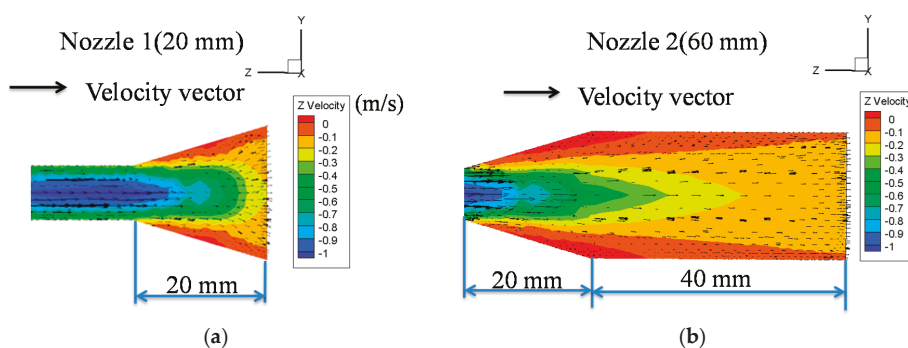 Nozzle 1(20 mm)
Y
Z
X
Velocity vector
(m/s)
Z Velocity
0
-0.1
-0.2
-0.3
-0.4
-0.5
-0.6
-0.7
-0.8
-0.9
-1
20 mm
(a)
Nozzle 2(60 mm)
Y
Z
X
Velocity vector
Z Velocity
0
-0.1
-0.2
-0.3
-0.4
-0.5
-0.6
-0.7
-0.8
-0.9
-1
20 mm
40 mm
(b)